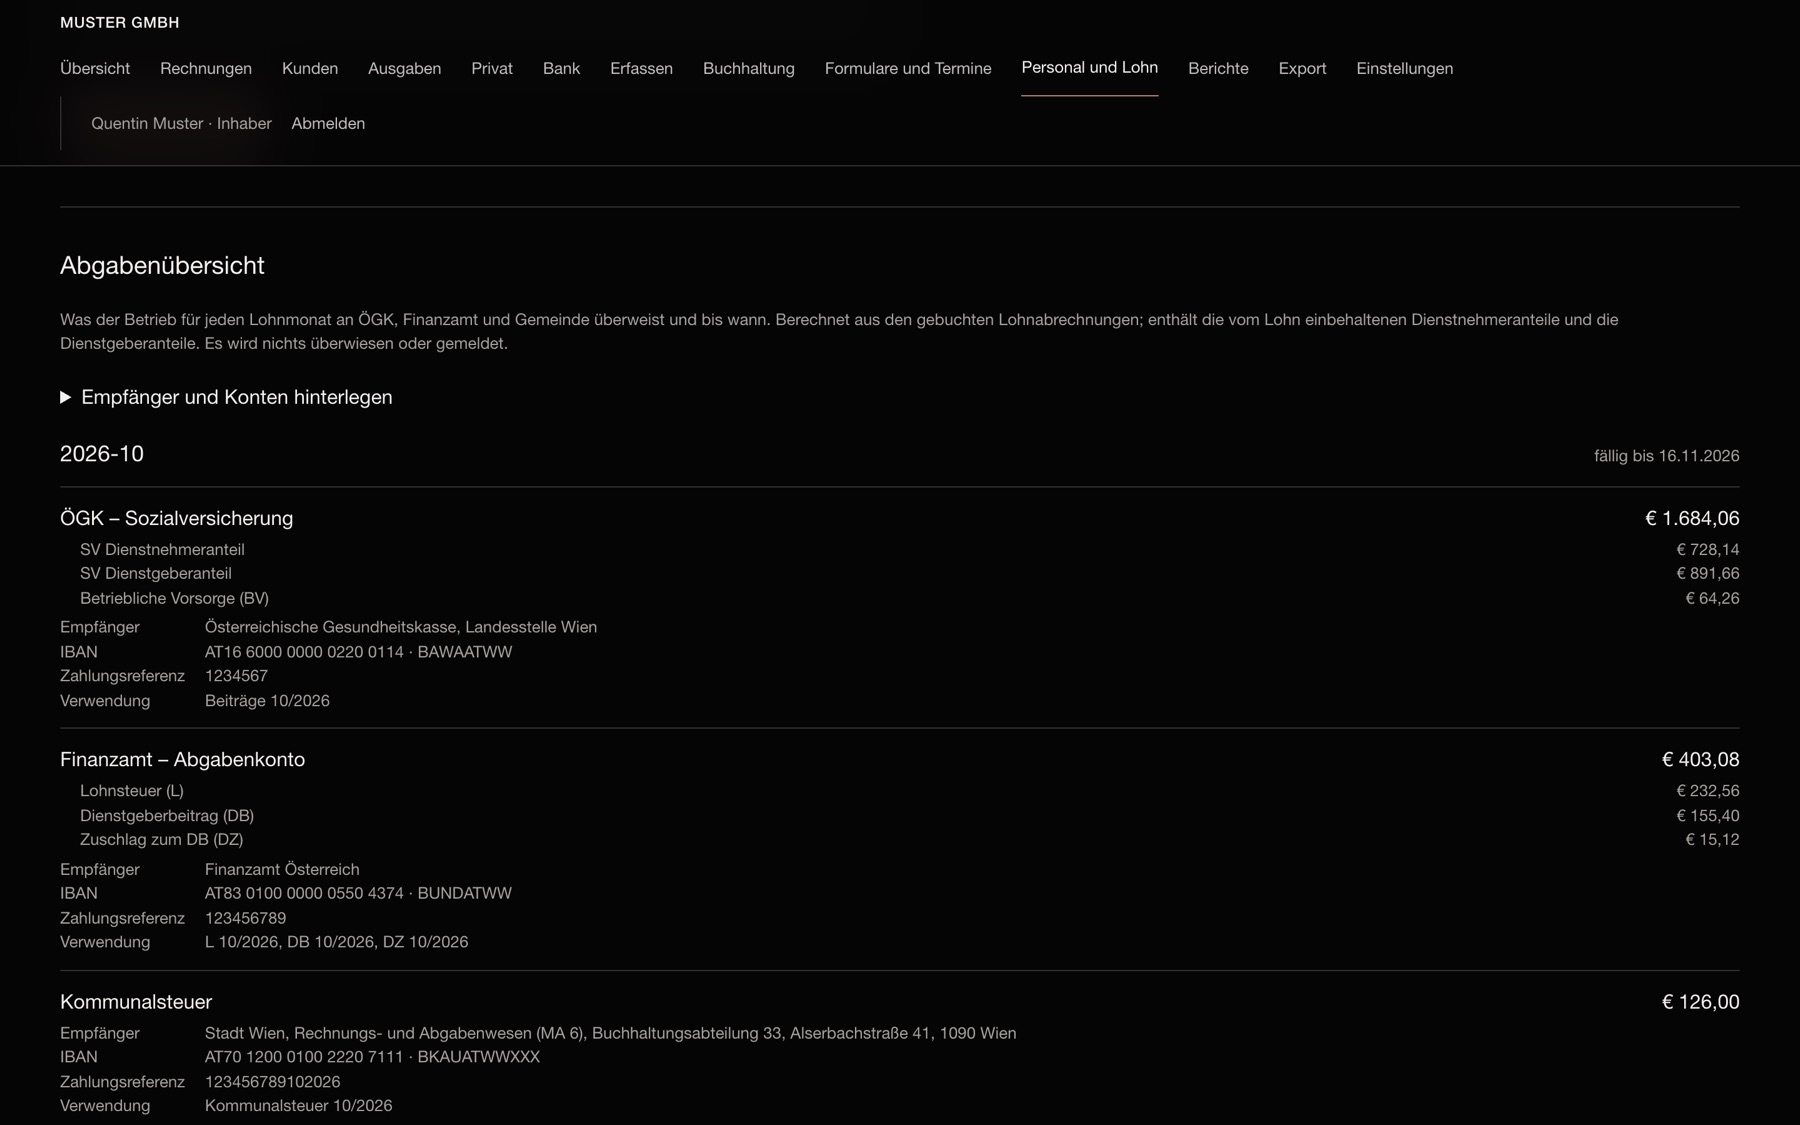 MUSTER GMBH
Übersicht Rechnungen Kunden Ausgaben Privat Bank Erfassen Buchhaltung Formulare und Termine Personal und Lohn Berichte Export Einstellungen
Quentin Muster · Inhaber Abmelden
Abgabenübersicht
Was der Betrieb für jeden Lohnmonat an ÖGK, Finanzamt und Gemeinde überweist und bis wann. Berechnet aus den gebuchten Lohnabrechnungen; enthält die vom Lohn einbehaltenen Dienstnehmeranteile und die
Dienstgeberanteile. Es wird nichts überwiesen oder gemeldet.
▶ Empfänger und Konten hinterlegen
2026-10 fällig bis 16.11.2026
ÖGK – Sozialversicherung € 1.684,06
SV Dienstnehmeranteil € 728,14
SV Dienstgeberanteil € 891,66
Betriebliche Vorsorge (BV) € 64,26
Empfänger Österreichische Gesundheitskasse, Landesstelle Wien
IBAN AT16 6000 0000 0220 0114 · BAWAATWW
Zahlungsreferenz 1234567
Verwendung Beiträge 10/2026
Finanzamt – Abgabenkonto € 403,08
Lohnsteuer (L) € 232,56
Dienstgeberbeitrag (DB) € 155,40
Zuschlag zum DB (DZ) € 15,12
Empfänger Finanzamt Österreich
IBAN AT83 0100 0000 0550 4374 · BUNDATWW
Zahlungsreferenz 123456789
Verwendung L 10/2026, DB 10/2026, DZ 10/2026
Kommunalsteuer € 126,00
Empfänger Stadt Wien, Rechnungs- und Abgabenwesen (MA 6), Buchhaltungsabteilung 33, Alserbachstraße 41, 1090 Wien
IBAN AT70 1200 0100 2220 7111 · BKAUATWWXXX
Zahlungsreferenz 123456789102026
Verwendung Kommunalsteuer 10/2026